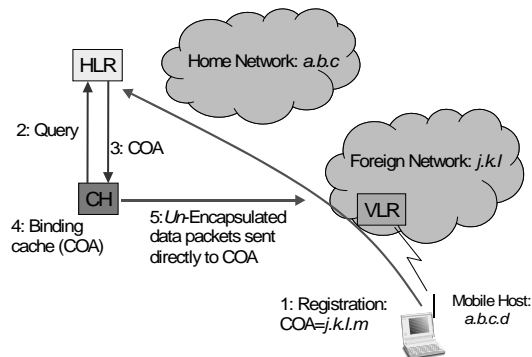 HLR
Home Network: a.b.c
2: Query
3: COA
Foreign Network: j.k.l
CH
VLR
4: Binding
cache (COA)
5:Un-Encapsulated
data packets sent
directly to COA
1: Registration:
COA=j.k.l.m
Mobile Host:
a.b.c.d